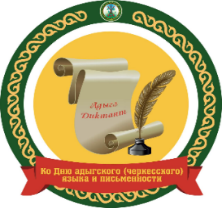 Адыгэ
Диктант
Ко Дню адыгского (черкесского)
языка и письменности